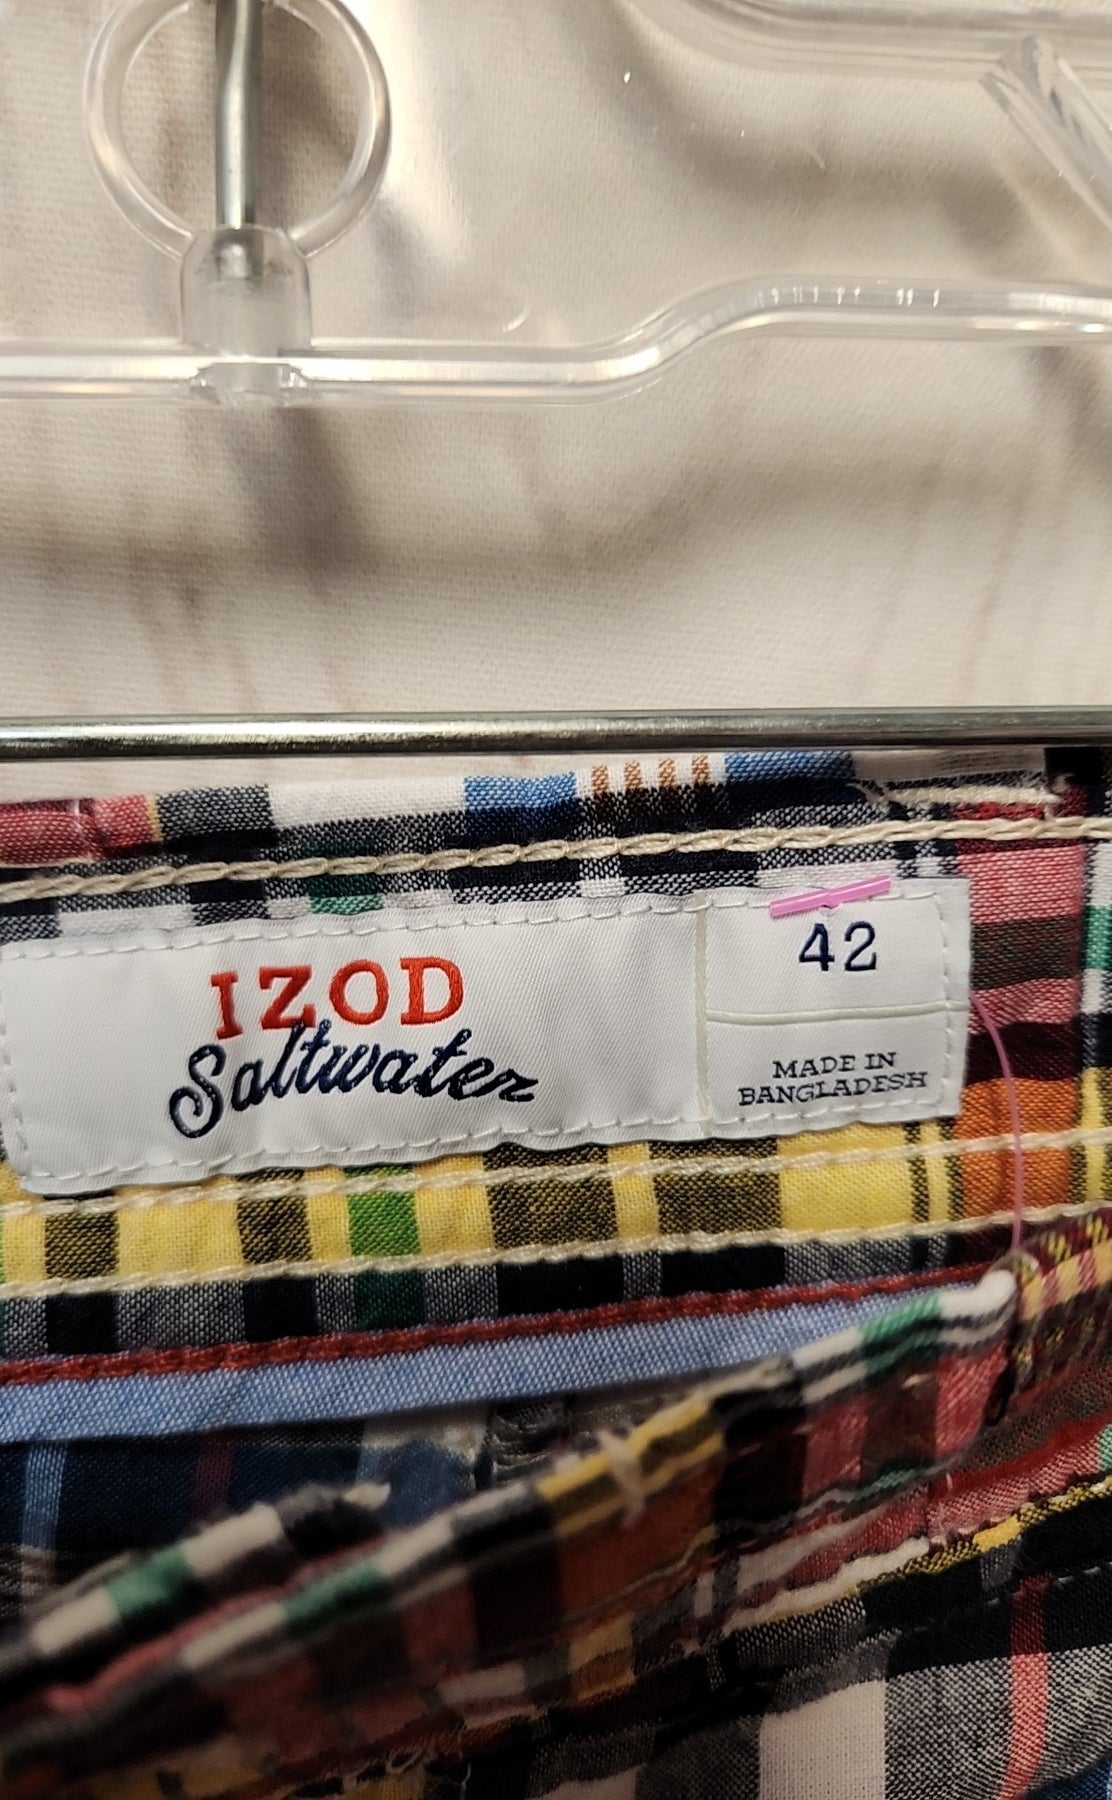 IZOD
Saltwater
42
MADE IN
BANGLADESH